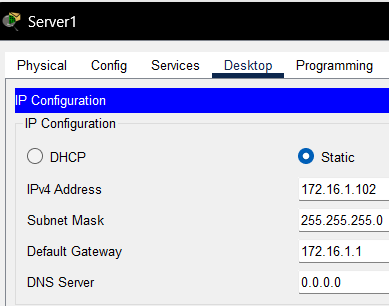 Server1
Physical Config Services Desktop Programming
IP Configuration
IP Configuration
DHCP Static
IPv4 Address 172.16.1.102
Subnet Mask 255.255.255.0
Default Gateway 172.16.1.1
DNS Server 0.0.0.0